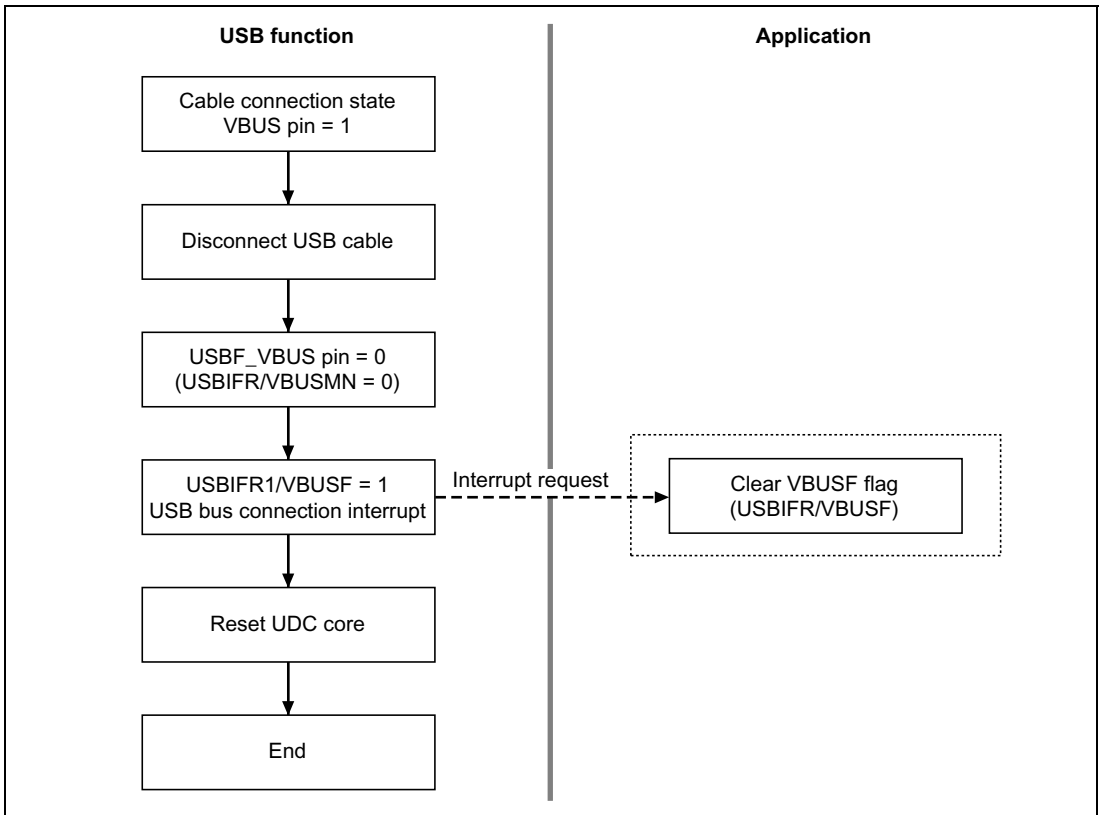 USB function
Application
Cable connection state
VBUS pin = 1
Disconnect USB cable
USBF_VBUS pin = 0
(USBIFR/VBUSMN = 0)
USBIFR1/VBUSF = 1
USB bus connection interrupt
Interrupt request
Clear VBUSF flag
(USBIFR/VBUSF)
Reset UDC core
End